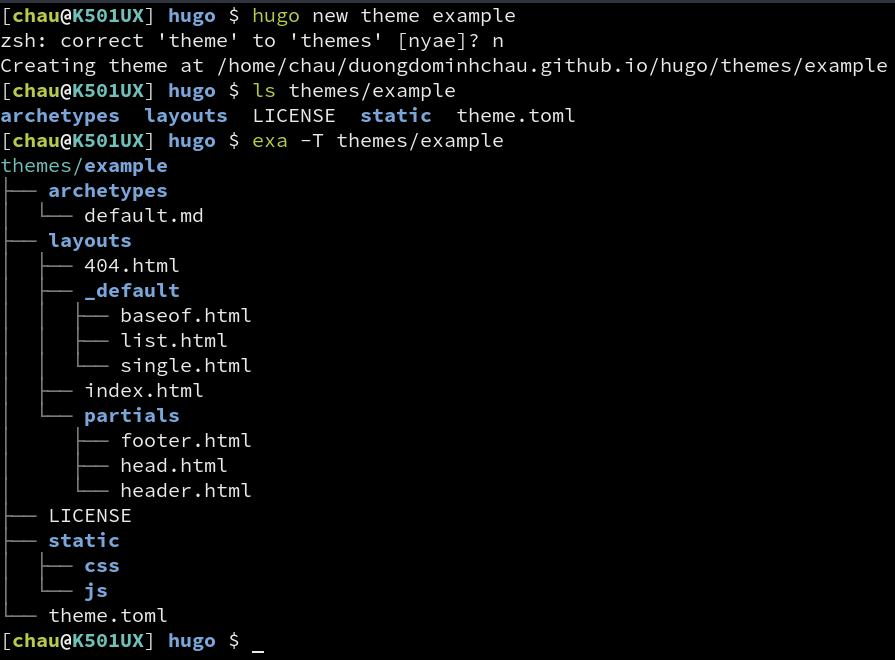 [chau@K501UX] hugo $ hugo new theme example
zsh: correct 'theme' to 'themes' [nyae]? n
Creating theme at /home/chau/duongdominhchau.github.io/hugo/themes/example
[chau@K501UX] hugo $ ls themes/example
archetypes  layouts  LICENSE  static  theme.toml
[chau@K501UX] hugo $ exa -T themes/example
themes/example
├── archetypes
│  └── default.md
├── layouts
│  ├── 404.html
│  ├── _default
│  │  ├── baseof.html
│  │  ├── list.html
│  │  └── single.html
│  ├── index.html
│  └── partials
│     ├── footer.html
│     ├── head.html
│     └── header.html
├── LICENSE
├── static
│  ├── css
│  └── js
└── theme.toml
[chau@K501UX] hugo $ _